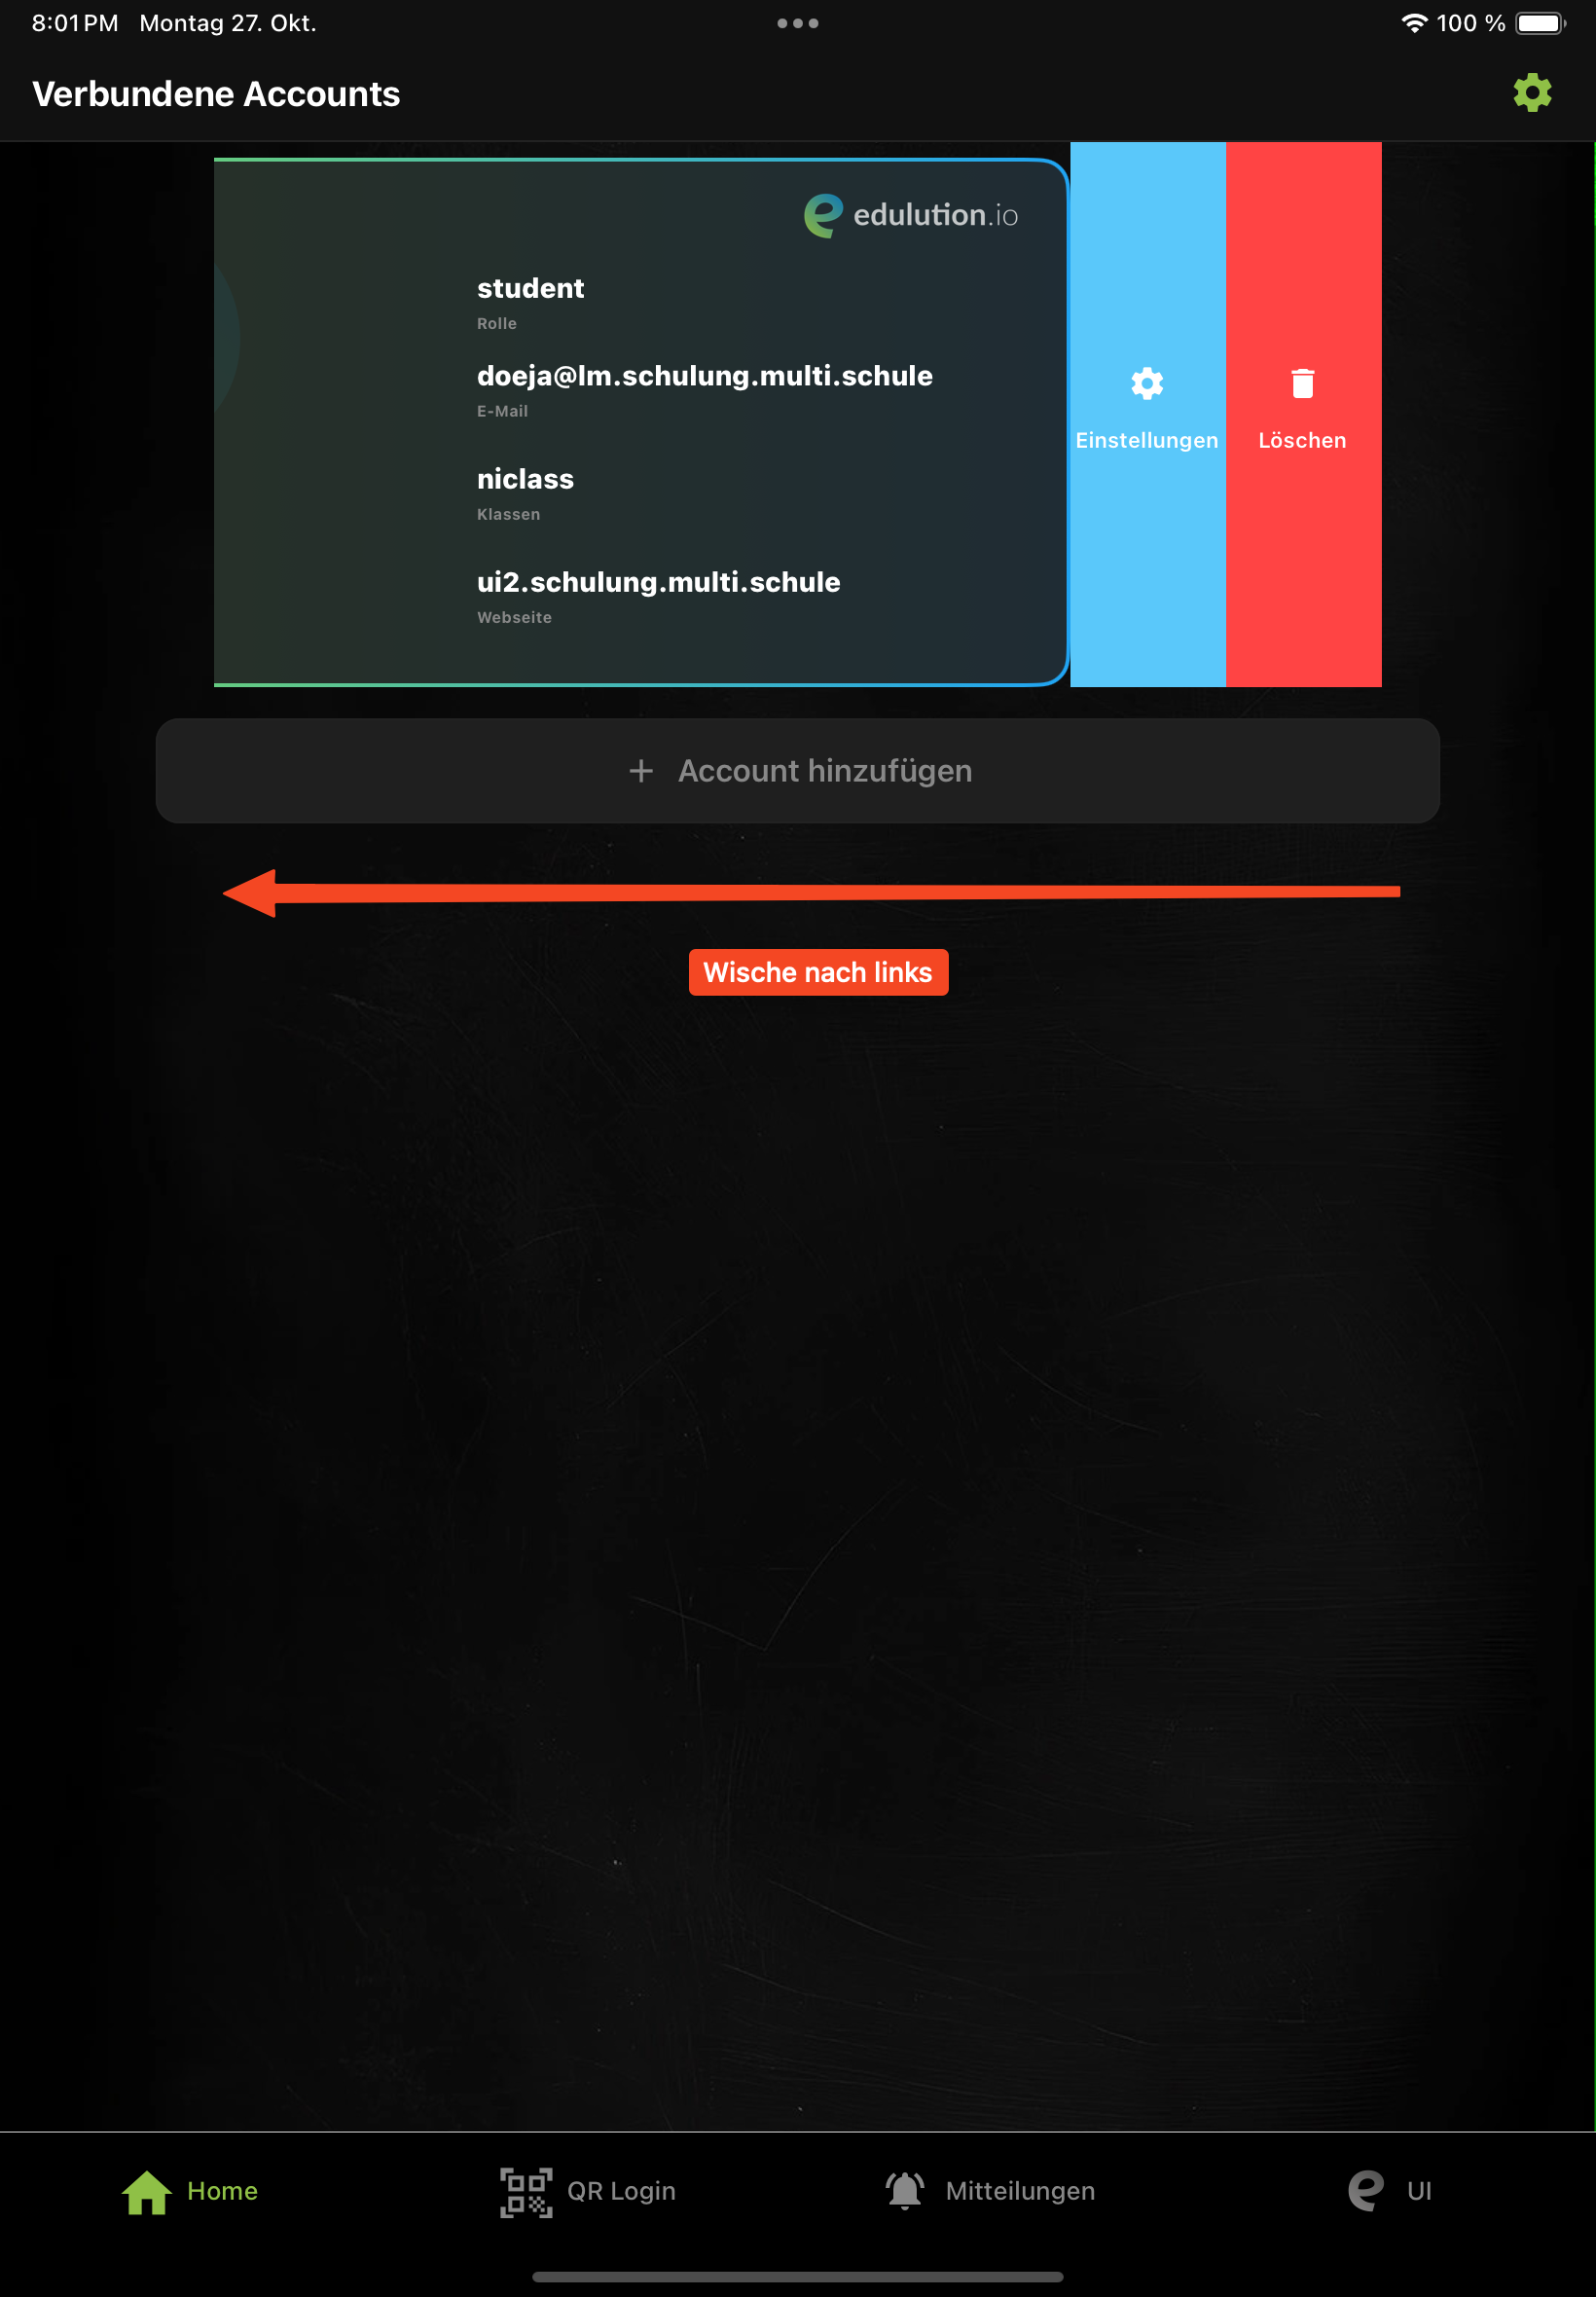 8:01 PM Montag 27. Okt.
100 %
Verbundene Accounts
edulution.io
student
Rolle
doeja@lm.schulung.multi.schule
E-Mail
niclass
Klassen
ui2.schulung.multi.schule
Webseite
Einstellungen
Löschen
+ Account hinzufügen
Wische nach links
Home
QR Login
Mitteilungen
UI